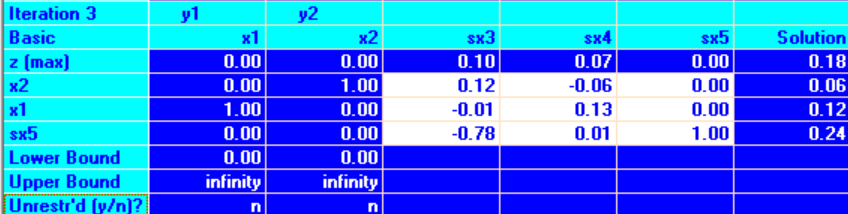 Iteration 3 y1 y2
Basic x1 x2 sx3 sx4 sx5 Solution
z (max) 0.00 0.00 0.10 0.07 0.00 0.18
x2 0.00 1.00 0.12 -0.06 0.00 0.06
x1 1.00 0.00 -0.01 0.13 0.00 0.12
sx5 0.00 0.00 -0.78 0.01 1.00 0.24
Lower Bound 0.00 0.00
Upper Bound infinity infinity
Unrestr'd (y/n)? n n